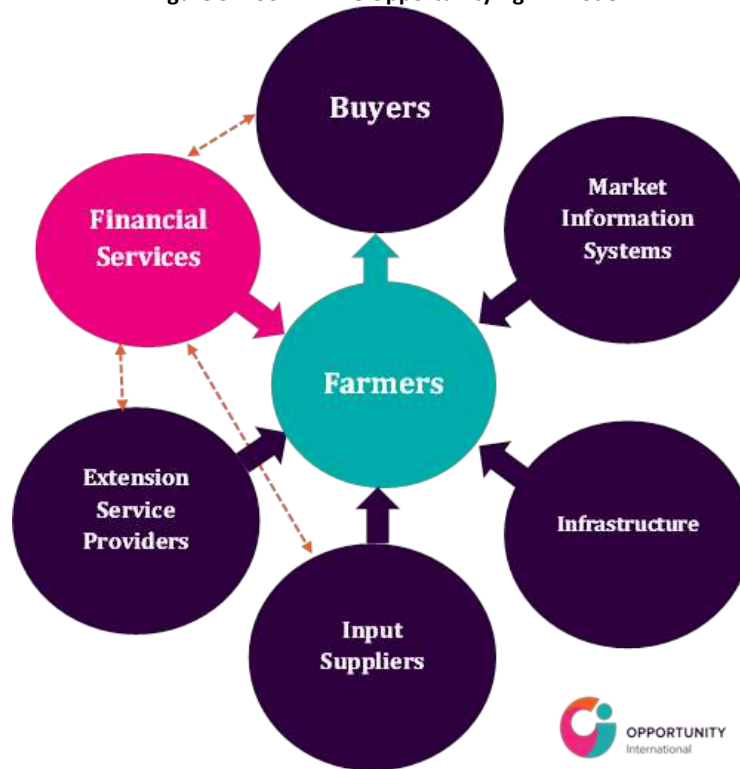 Buyers
Market
Information
Systems
Financial
Services
Farmers
Extension
Service
Providers
Infrastructure
Input
Suppliers
OPPORTUNITY
International